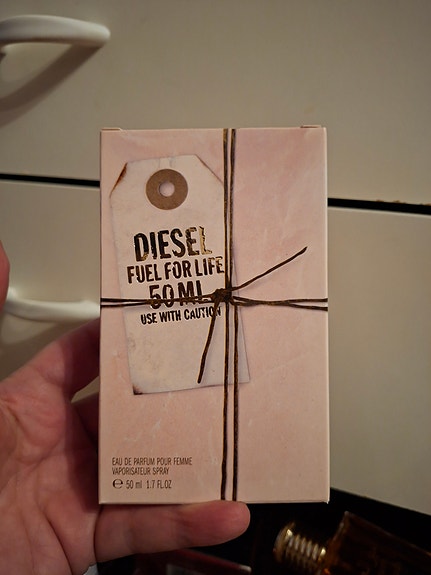 DIESEL
FUEL FOR LIFE
50 ML
USE WITH CAUTION
EAU DE PARFUM POUR FEMME
VAPORISATEUR SPRAY
℮ 50 ml 1.7 FL.OZ